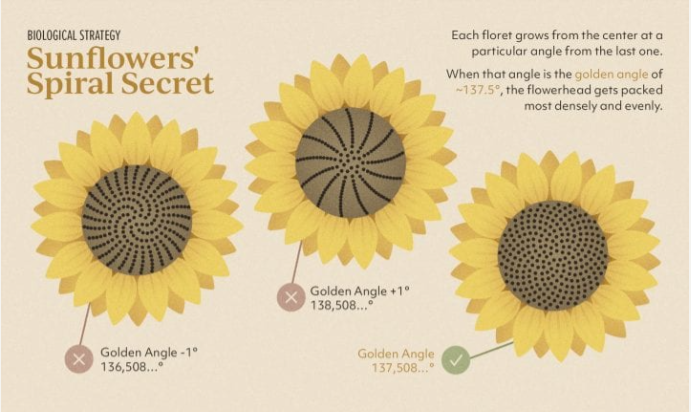 BIOLOGICAL STRATEGY
Sunflowers'
Spiral Secret
Each floret grows from the center at a
particular angle from the last one.
When that angle is the golden angle of
~137.5°, the flowerhead gets packed
most densely and evenly.
Golden Angle +1°
138,508...°
Golden Angle -1°
136,508...°
Golden Angle
137,508...°